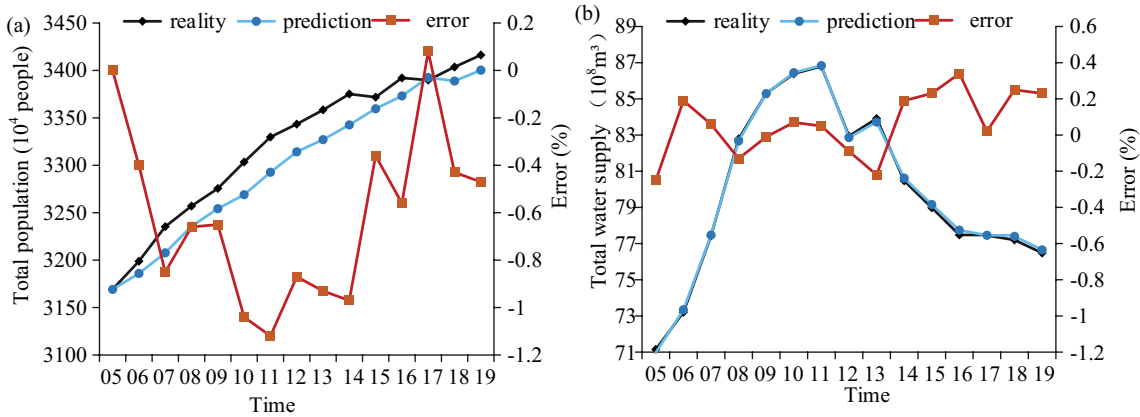 (a)
reality
prediction
error
Total population (10⁴ people)
3450
3400
3350
3300
3250
3200
3150
3100
0.2
0
-0.2
-0.4
-0.6
-0.8
-1
-1.2
Error (%)
05 06 07 08 09 10 11 12 13 14 15 16 17 18 19
Time
(b)
reality
prediction
error
Total water supply (10⁸m³)
89
87
85
83
81
79
77
75
73
71
0.6
0.4
0.2
0
-0.2
-0.4
-0.6
-0.8
-1
-1.2
Error (%)
05 06 07 08 09 10 11 12 13 14 15 16 17 18 19
Time